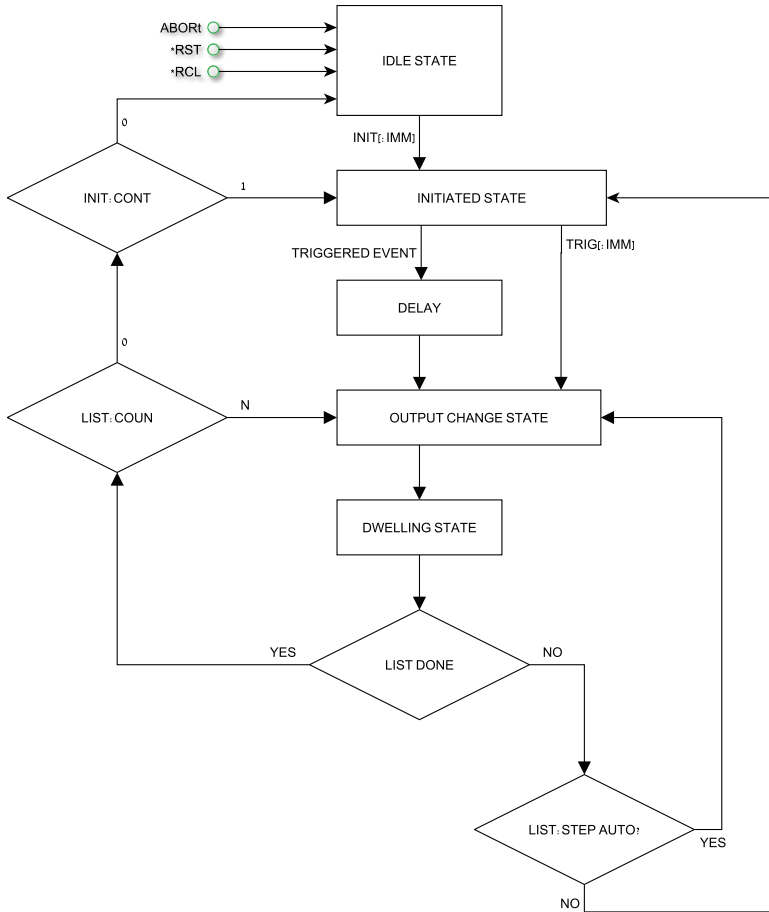 ABORt
*RST
*RCL
IDLE STATE
0
INIT[: IMM]
INIT: CONT
1
INITIATED STATE
TRIGGERED EVENT
TRIG[: IMM]
DELAY
0
LIST: COUN
N
OUTPUT CHANGE STATE
DWELLING STATE
YES
LIST DONE
NO
LIST: STEP AUTO?
YES
NO